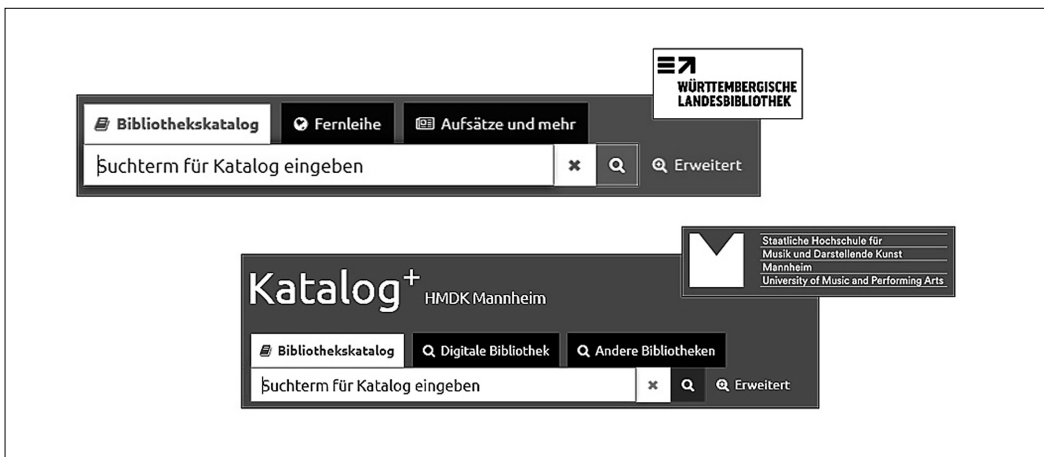 WÜRTTEMBERGISCHE
LANDESBIBLIOTHEK
Bibliothekskatalog Fernleihe Aufsätze und mehr
Suchterm für Katalog eingeben Erweitert
Staatliche Hochschule für
Musik und Darstellende Kunst
Mannheim
University of Music and Performing Arts
Katalog+ HMDK Mannheim
Bibliothekskatalog Digitale Bibliothek Andere Bibliotheken
Suchterm für Katalog eingeben Erweitert